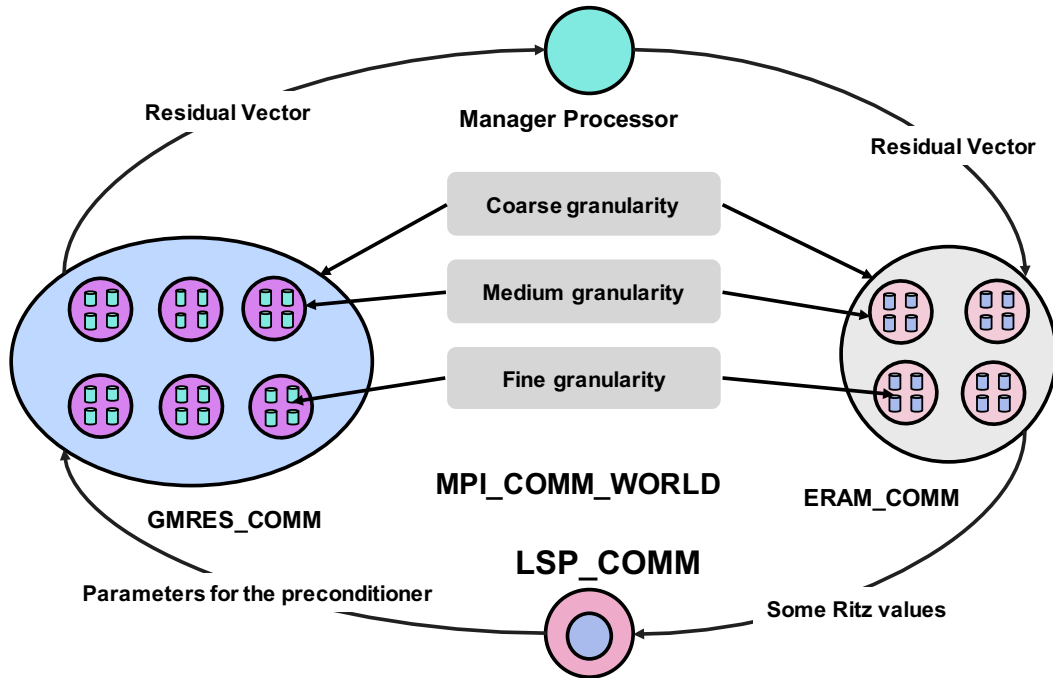 Residual Vector
Manager Processor
Residual Vector
Coarse granularity
Medium granularity
Fine granularity
MPI_COMM_WORLD
ERAM_COMM
GMRES_COMM
LSP_COMM
Parameters for the preconditioner
Some Ritz values